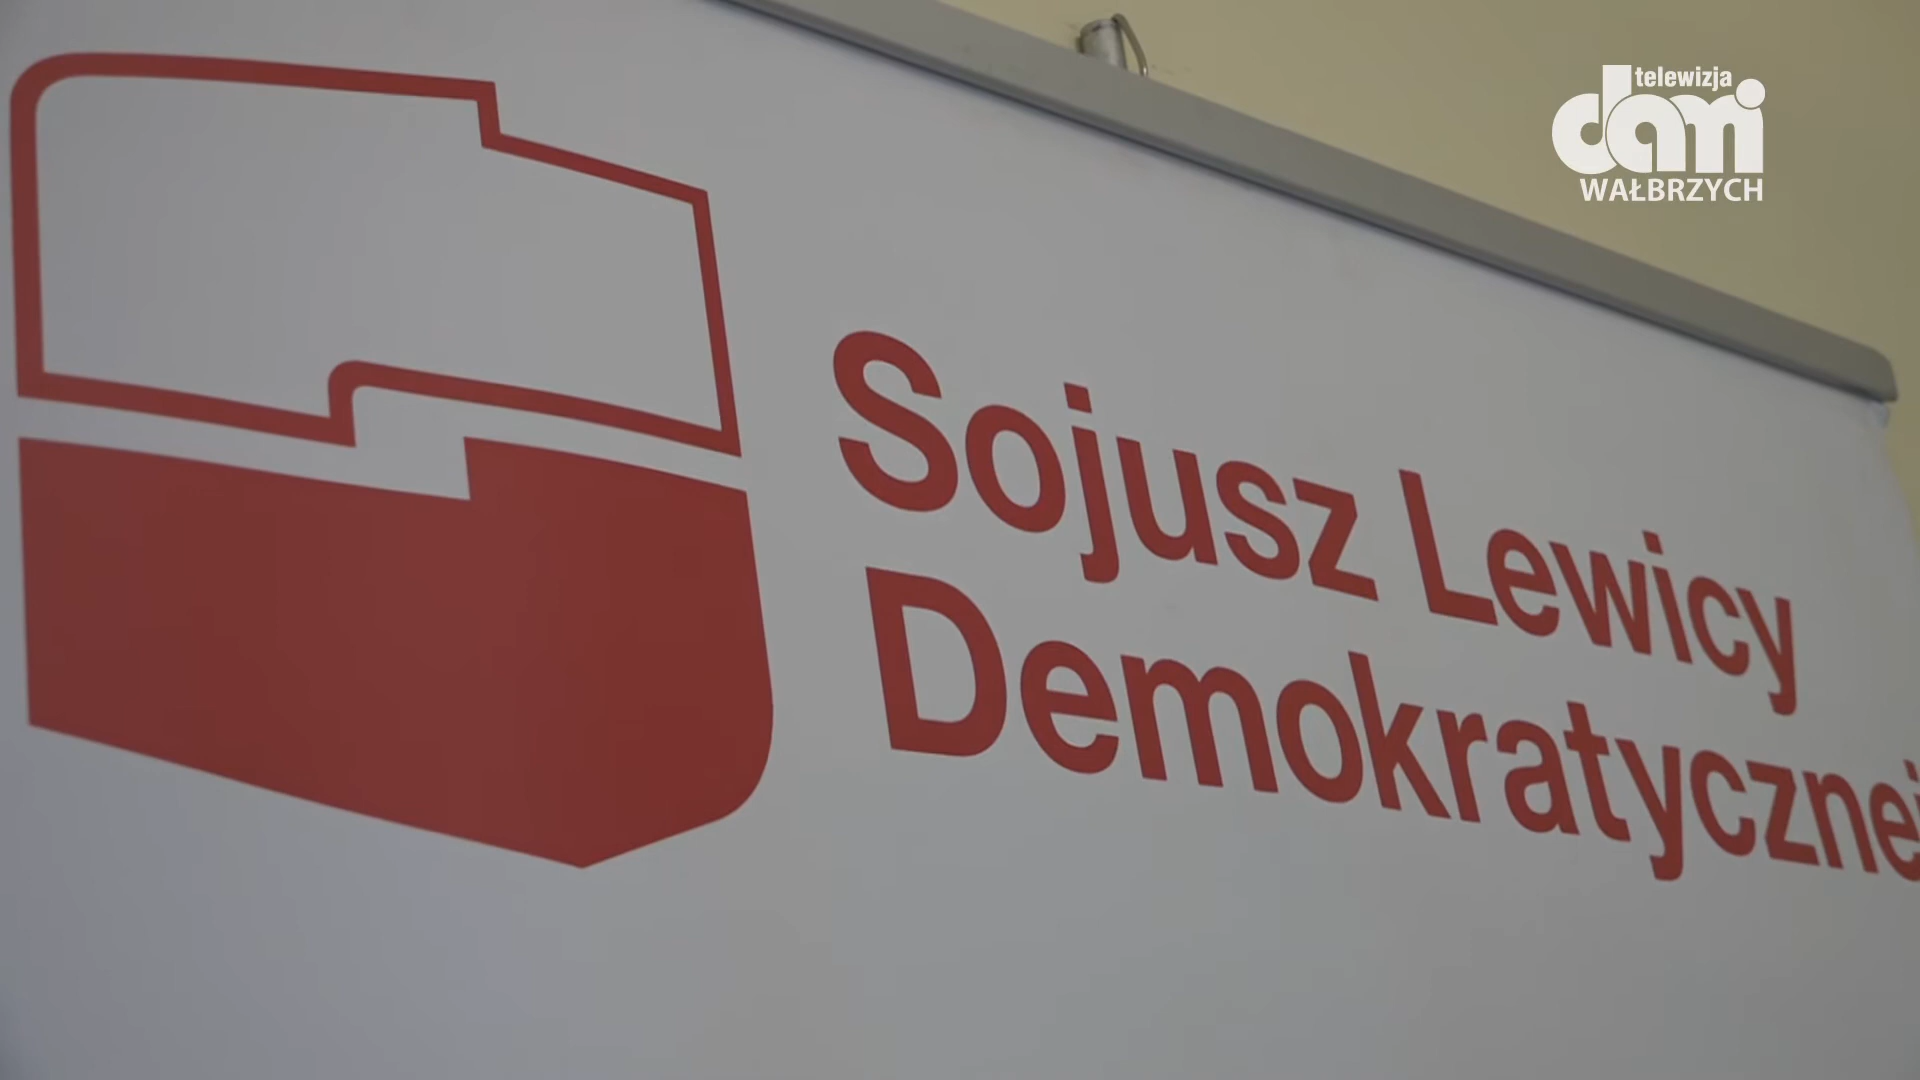 telewizja
dami
WAŁBRZYCH
Sojusz Lewicy
Demokratycznej